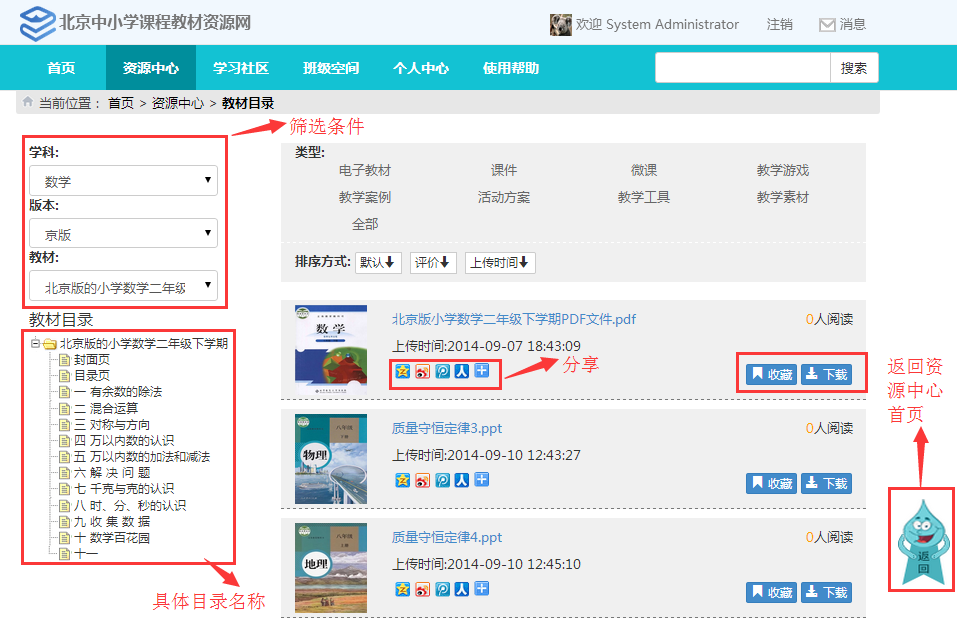 北京中小学课程教材资源网
欢迎 System Administrator 注销 消息
首页 资源中心 学习社区 班级空间 个人中心 使用帮助 搜索
当前位置： 首页 > 资源中心 > 教材目录
筛选条件
学科:
数学
版本:
京版
教材:
北京版的小学数学二年级
教材目录
北京版的小学数学二年级下学期
封面页
目录页
一 有余数的除法
二 混合运算
三 对称与方向
四 万以内数的认识
五 万以内数的加法和减法
六 解 决 问 题
七 千克与克的认识
八 时、分、秒的认识
九 收 集 数 据
十 数学百花园
十一
具体目录名称
类型:
电子教材 课件 微课 教学游戏
教学案例 活动方案 教学工具 教学素材
全部
排序方式: 默认 评价 上传时间
数 学
北京版小学数学二年级下学期PDF文件.pdf 0人阅读
上传时间:2014-09-07 18:43:09
分享
收藏 下载
八年级
物理
质量守恒定律3.ppt 0人阅读
上传时间:2014-09-10 12:43:27
收藏 下载
八年级
地理
质量守恒定律4.ppt 0人阅读
上传时间:2014-09-10 12:45:10
收藏 下载
返回资
源中心
首页
返
回